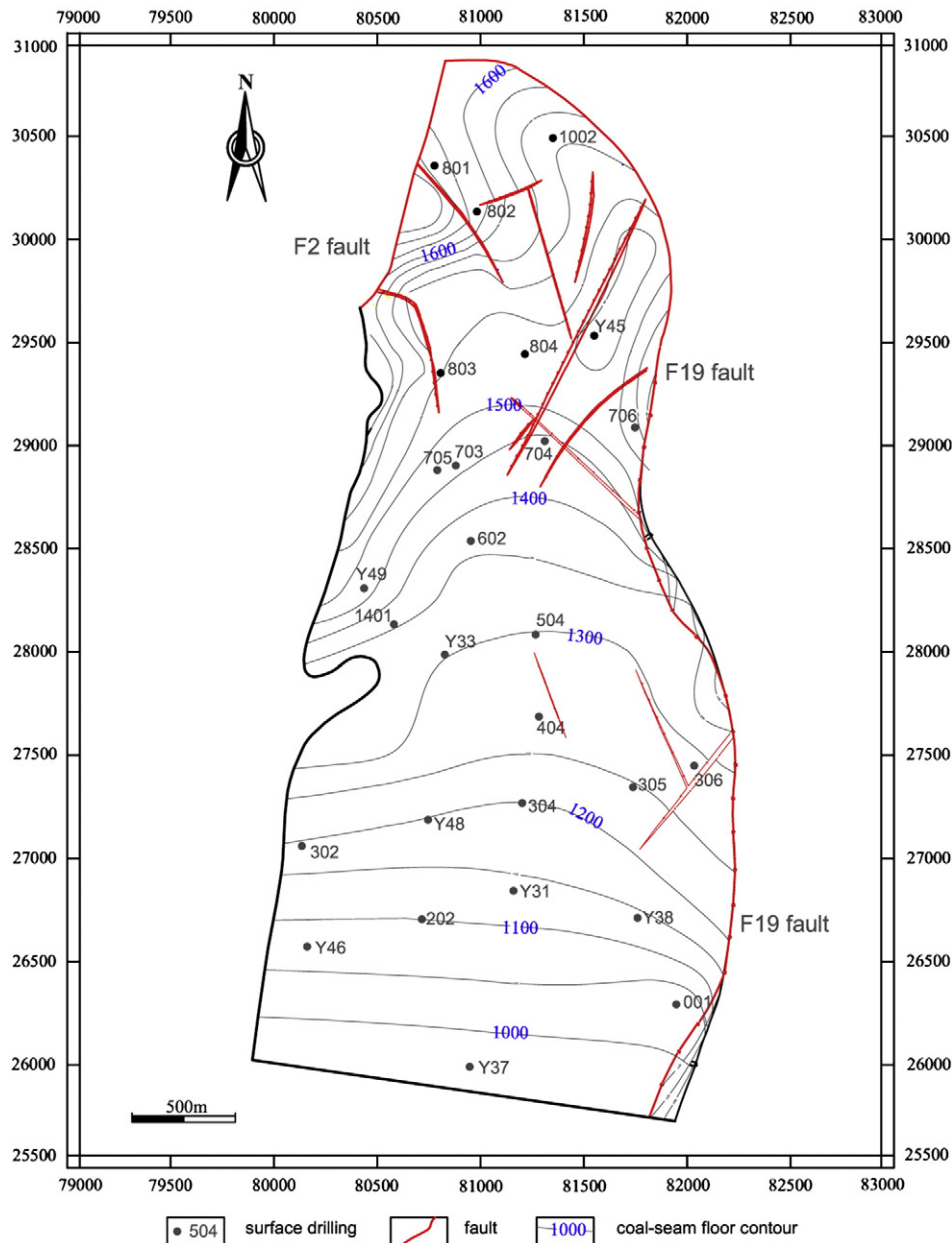 79000 79500 80000 80500 81000 81500 82000 82500 83000
31000 31000
1600
N
30500 1002 30500
801
802
30000 F2 fault 1600 30000
Y45
29500 804 29500
803 F19 fault
1500
706
29000 704 29000
705 703
1400
28500 602 28500
Y49
1401
504 1300
28000 Y33 28000
404
27500 306 27500
305
304
1200
Y48
27000 302 27000
Y31
Y38
202 1100 F19 fault
26500 Y46 26500
001
1000
26000 Y37 26000
500m
25500 25500
79000 79500 80000 80500 81000 81500 82000 82500 83000
504 surface drilling fault 1000 coal-seam floor contour